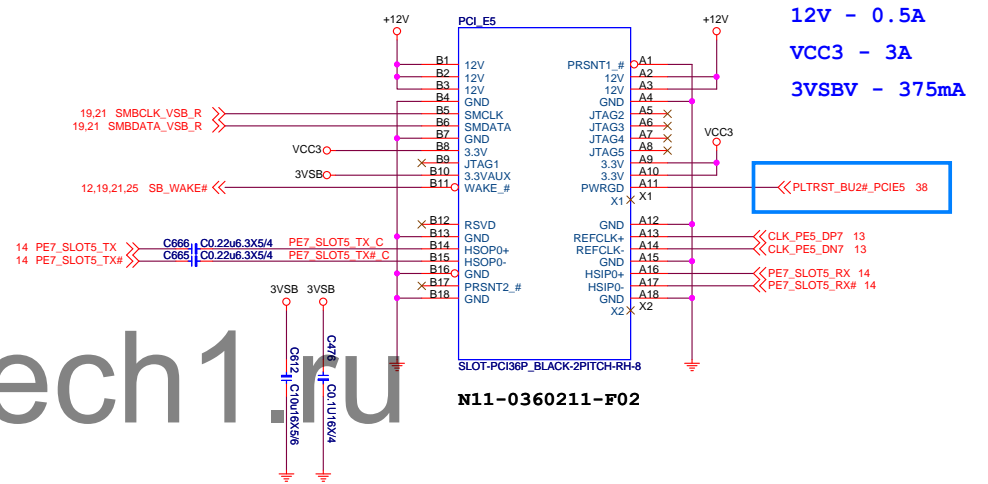 12V - 0.5A
VCC3 - 3A
3VSBV - 375mA
+12V
PCI_E5
+12V
B1 12V PRSNT1_# A1
B2 12V 12V A2
B3 12V 12V A3
B4 GND GND A4
19,21 SMBCLK_VSB_R B5 SMCLK JTAG2 A5
19,21 SMBDATA_VSB_R B6 SMDATA JTAG3 A6
B7 GND JTAG4 A7
VCC3 B8 3.3V JTAG5 A8
VCC3
B9 JTAG1 3.3V A9
3VSB B10 3.3VAUX 3.3V A10
12,19,21,25 SB_WAKE# B11 WAKE_# PWRGD A11 PLTRST_BU2#_PCIE5 38
X1 X1
B12 RSVD GND A12
B13 GND REFCLK+ A13 CLK_PE5_DP7 13
14 PE7_SLOT5_TX C666 C0.22u6.3X5/4 PE7_SLOT5_TX_C B14 HSOP0+ REFCLK- A14 CLK_PE5_DN7 13
14 PE7_SLOT5_TX# C665 C0.22u6.3X5/4 PE7_SLOT5_TX#_C B15 HSOP0- GND A15
B16 GND HSIP0+ A16 PE7_SLOT5_RX 14
B17 PRSNT2_# HSIP0- A17 PE7_SLOT5_RX# 14
B18 GND GND A18
X2 X2
3VSB 3VSB
C612 C10u16X5/6
C476 C0.1U16X/4
SLOT-PCI36P_BLACK-2PITCH-RH-8
N11-0360211-F02
ech1.ru